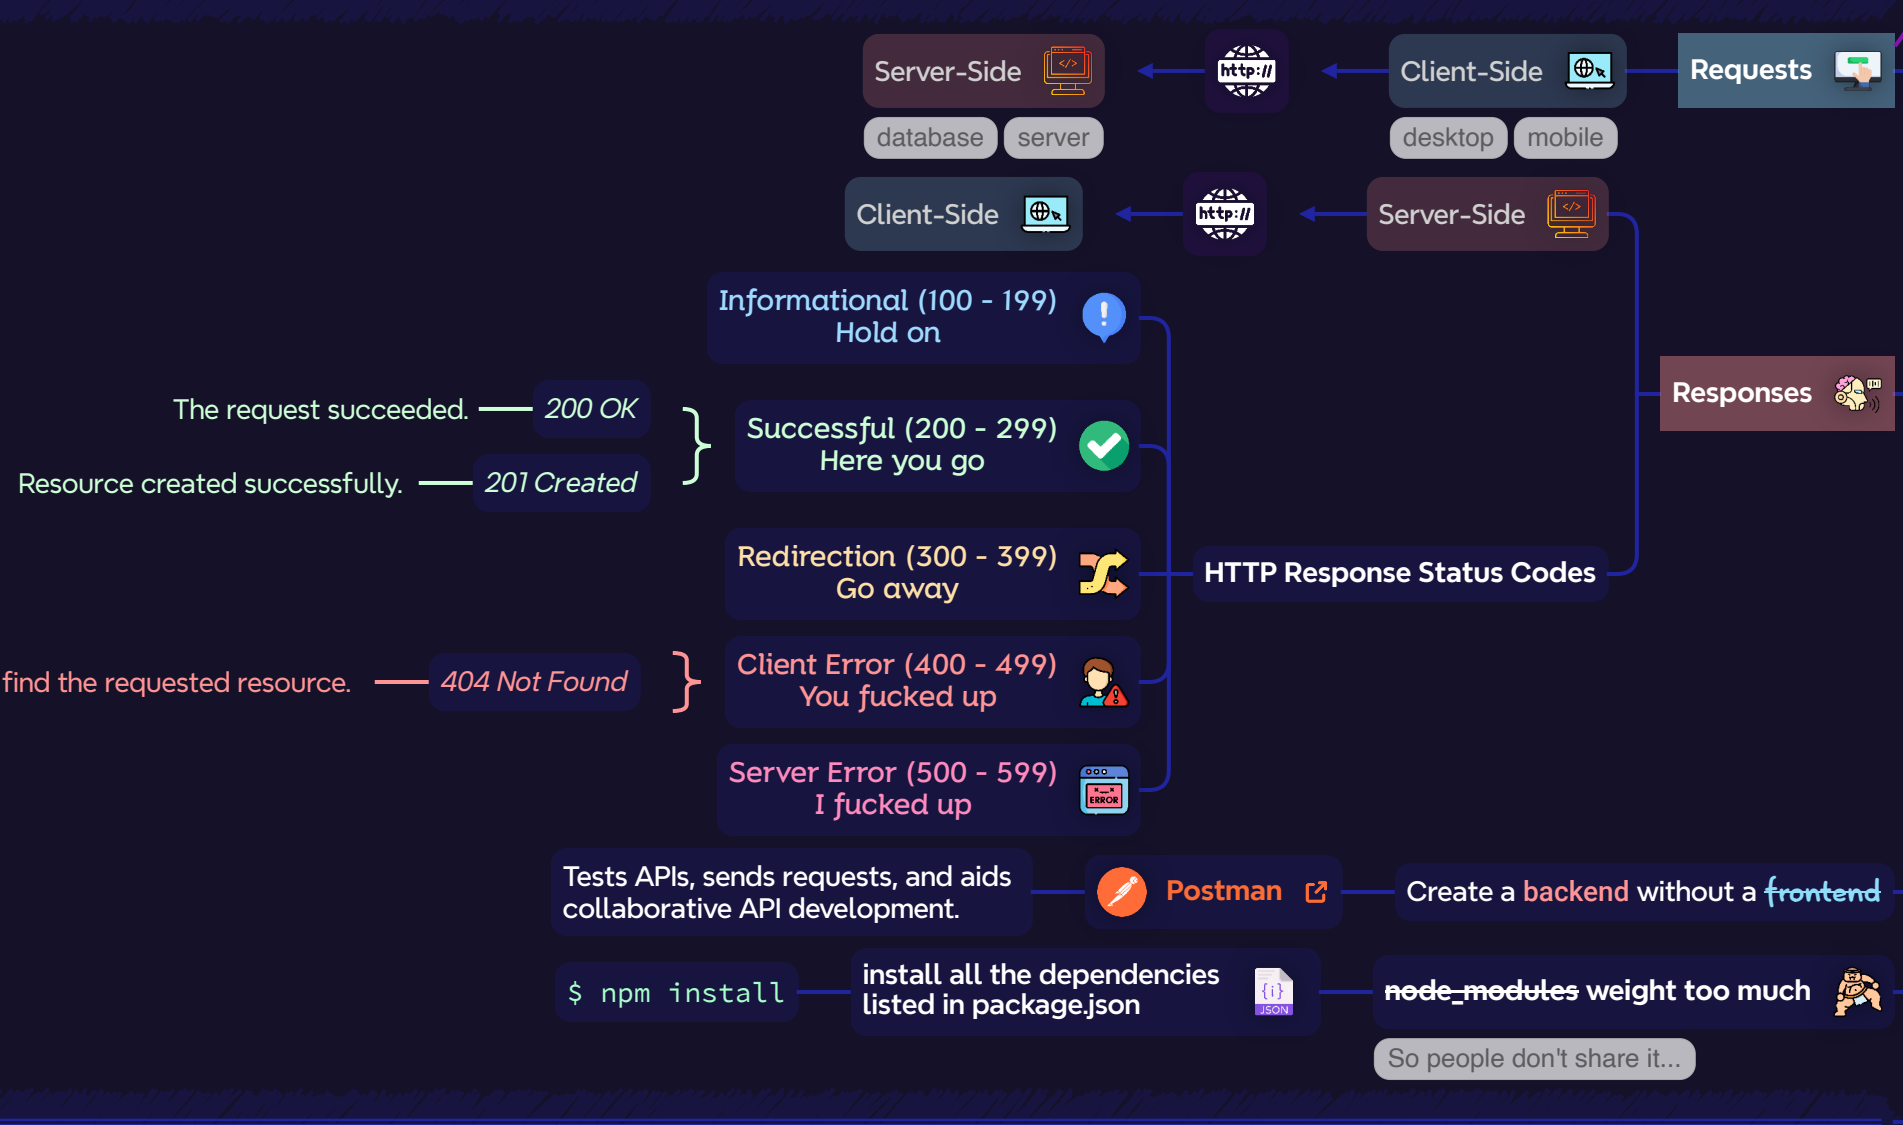 Server-Side
http://
Client-Side
Requests
database
server
desktop
mobile
Client-Side
http://
Server-Side
Informational (100 - 199)
Hold on
Responses
The request succeeded.
200 OK
Resource created successfully.
201 Created
Successful (200 - 299)
Here you go
Redirection (300 - 399)
Go away
HTTP Response Status Codes
find the requested resource.
404 Not Found
Client Error (400 - 499)
You fucked up
Server Error (500 - 599)
I fucked up
ERROR
Tests APIs, sends requests, and aids
collaborative API development.
Postman
Create a backend without a frontend
$ npm install
install all the dependencies
listed in package.json
{i}
JSON
node_modules weight too much
So people don't share it...